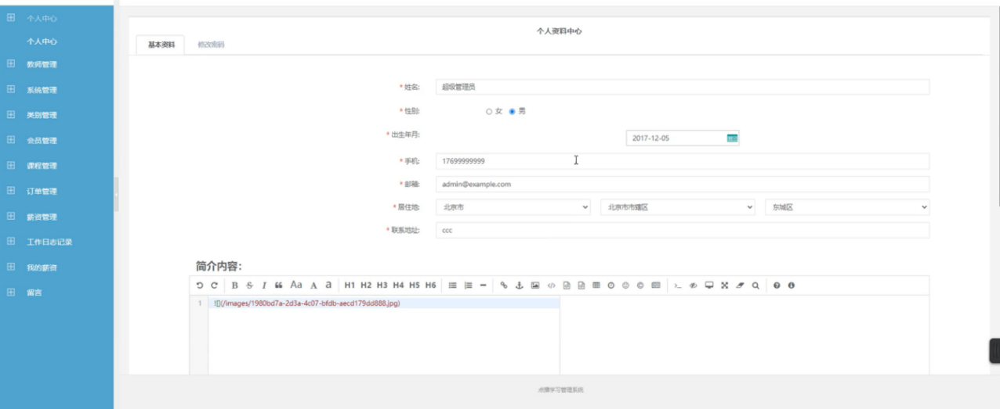 个人中心
个人中心
教师管理
系统管理
类别管理
会员管理
课程管理
订单管理
薪资管理
工作日志记录
我的薪资
留言
个人资料中心
基本资料 修改密码
* 姓名: 超级管理员
* 性别: 女 男
* 出生年月: 2017-12-05
* 手机: 17699999999
* 邮箱: admin@example.com
* 居住地: 北京市 北京市市辖区 东城区
* 联系地址: ccc
简介内容:
B S I Aa A a H1 H2 H3 H4 H5 H6
1 ![](/images/1980bd7a-2d3a-4c07-bfdb-aecd179dd888.jpg)
学习管理系统